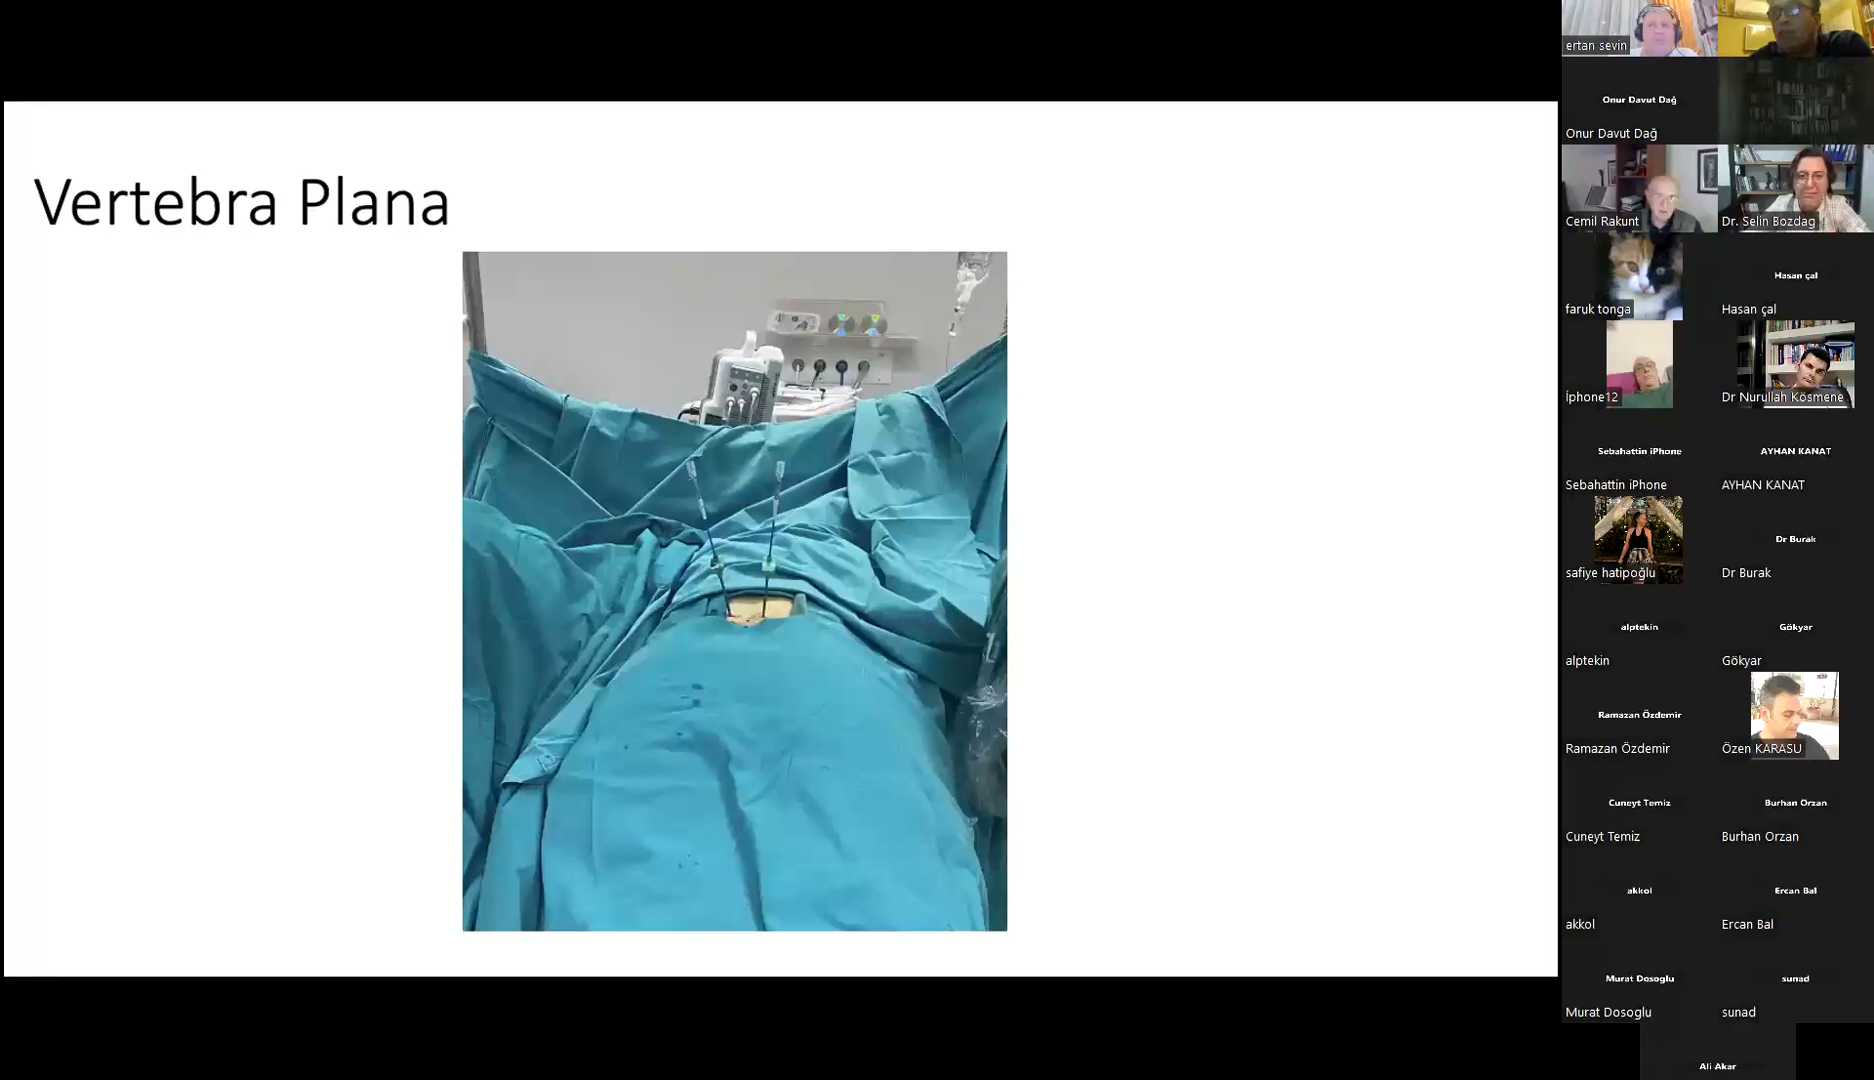 Vertebra Plana
ertan sevin
Onur Davut Dağ
Onur Davut Dağ
Cemil Rakunt
Dr. Selin Bozdag
faruk tonga
Hasan çal
Hasan çal
İphone12
Dr Nurullah Kösmene
Sebahattin iPhone
Sebahattin iPhone
AYHAN KANAT
AYHAN KANAT
safiye hatipoğlu
Dr Burak
Dr Burak
alptekin
alptekin
Gökyar
Gökyar
Ramazan Özdemir
Ramazan Özdemir
Özen KARASU
Cuneyt Temiz
Cuneyt Temiz
Burhan Orzan
Burhan Orzan
akkol
akkol
Ercan Bal
Ercan Bal
Murat Dosoglu
Murat Dosoglu
sunad
sunad
Ali Akar